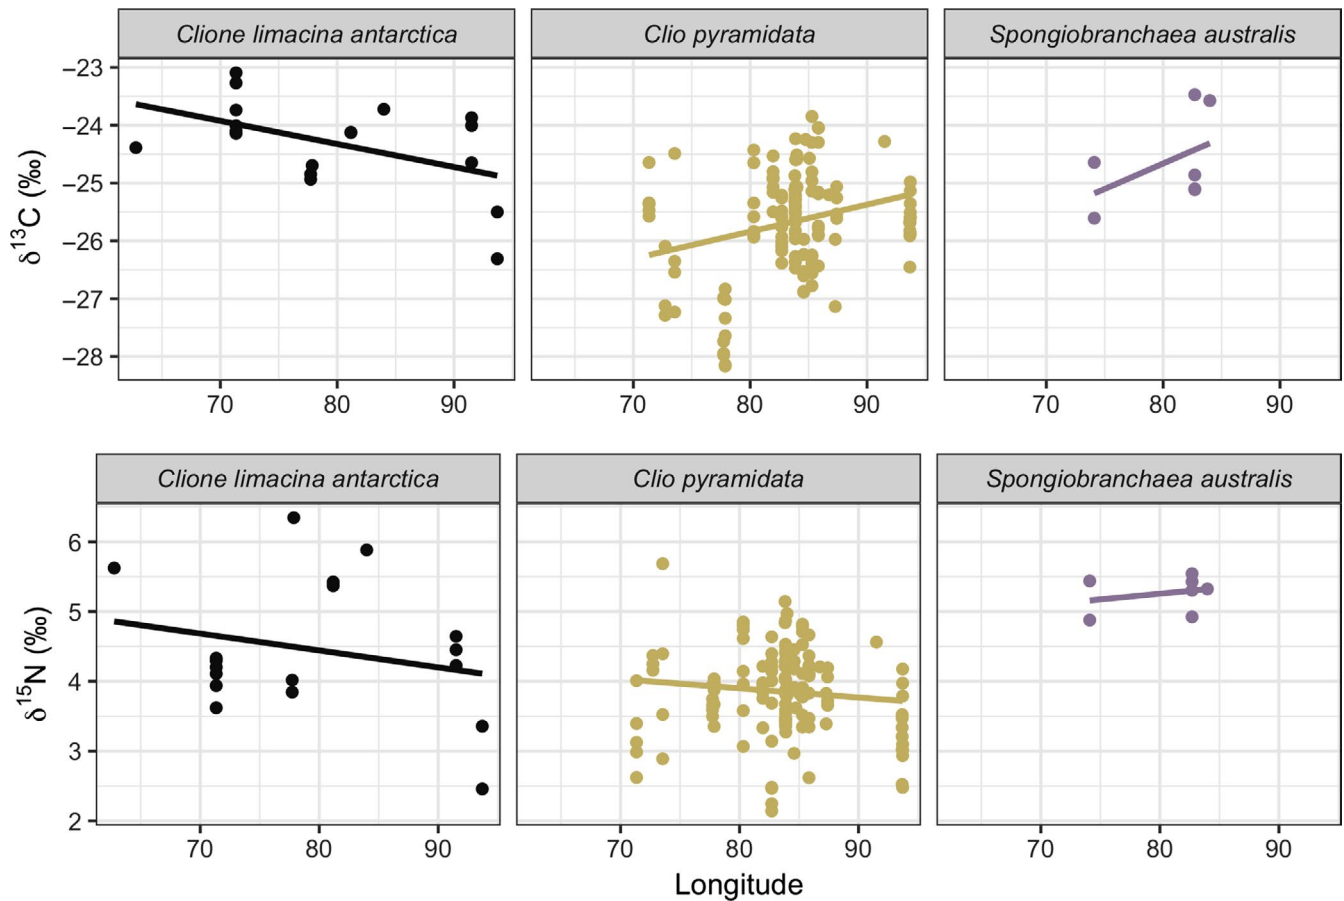 Clione limacina antarctica Clio pyramidata Spongiobranchaea australis
δ¹³C (‰)
−23
−24
−25
−26
−27
−28
70 80 90 70 80 90 70 80 90
Clione limacina antarctica Clio pyramidata Spongiobranchaea australis
δ¹⁵N (‰)
6
5
4
3
2
70 80 90 70 80 90 70 80 90
Longitude